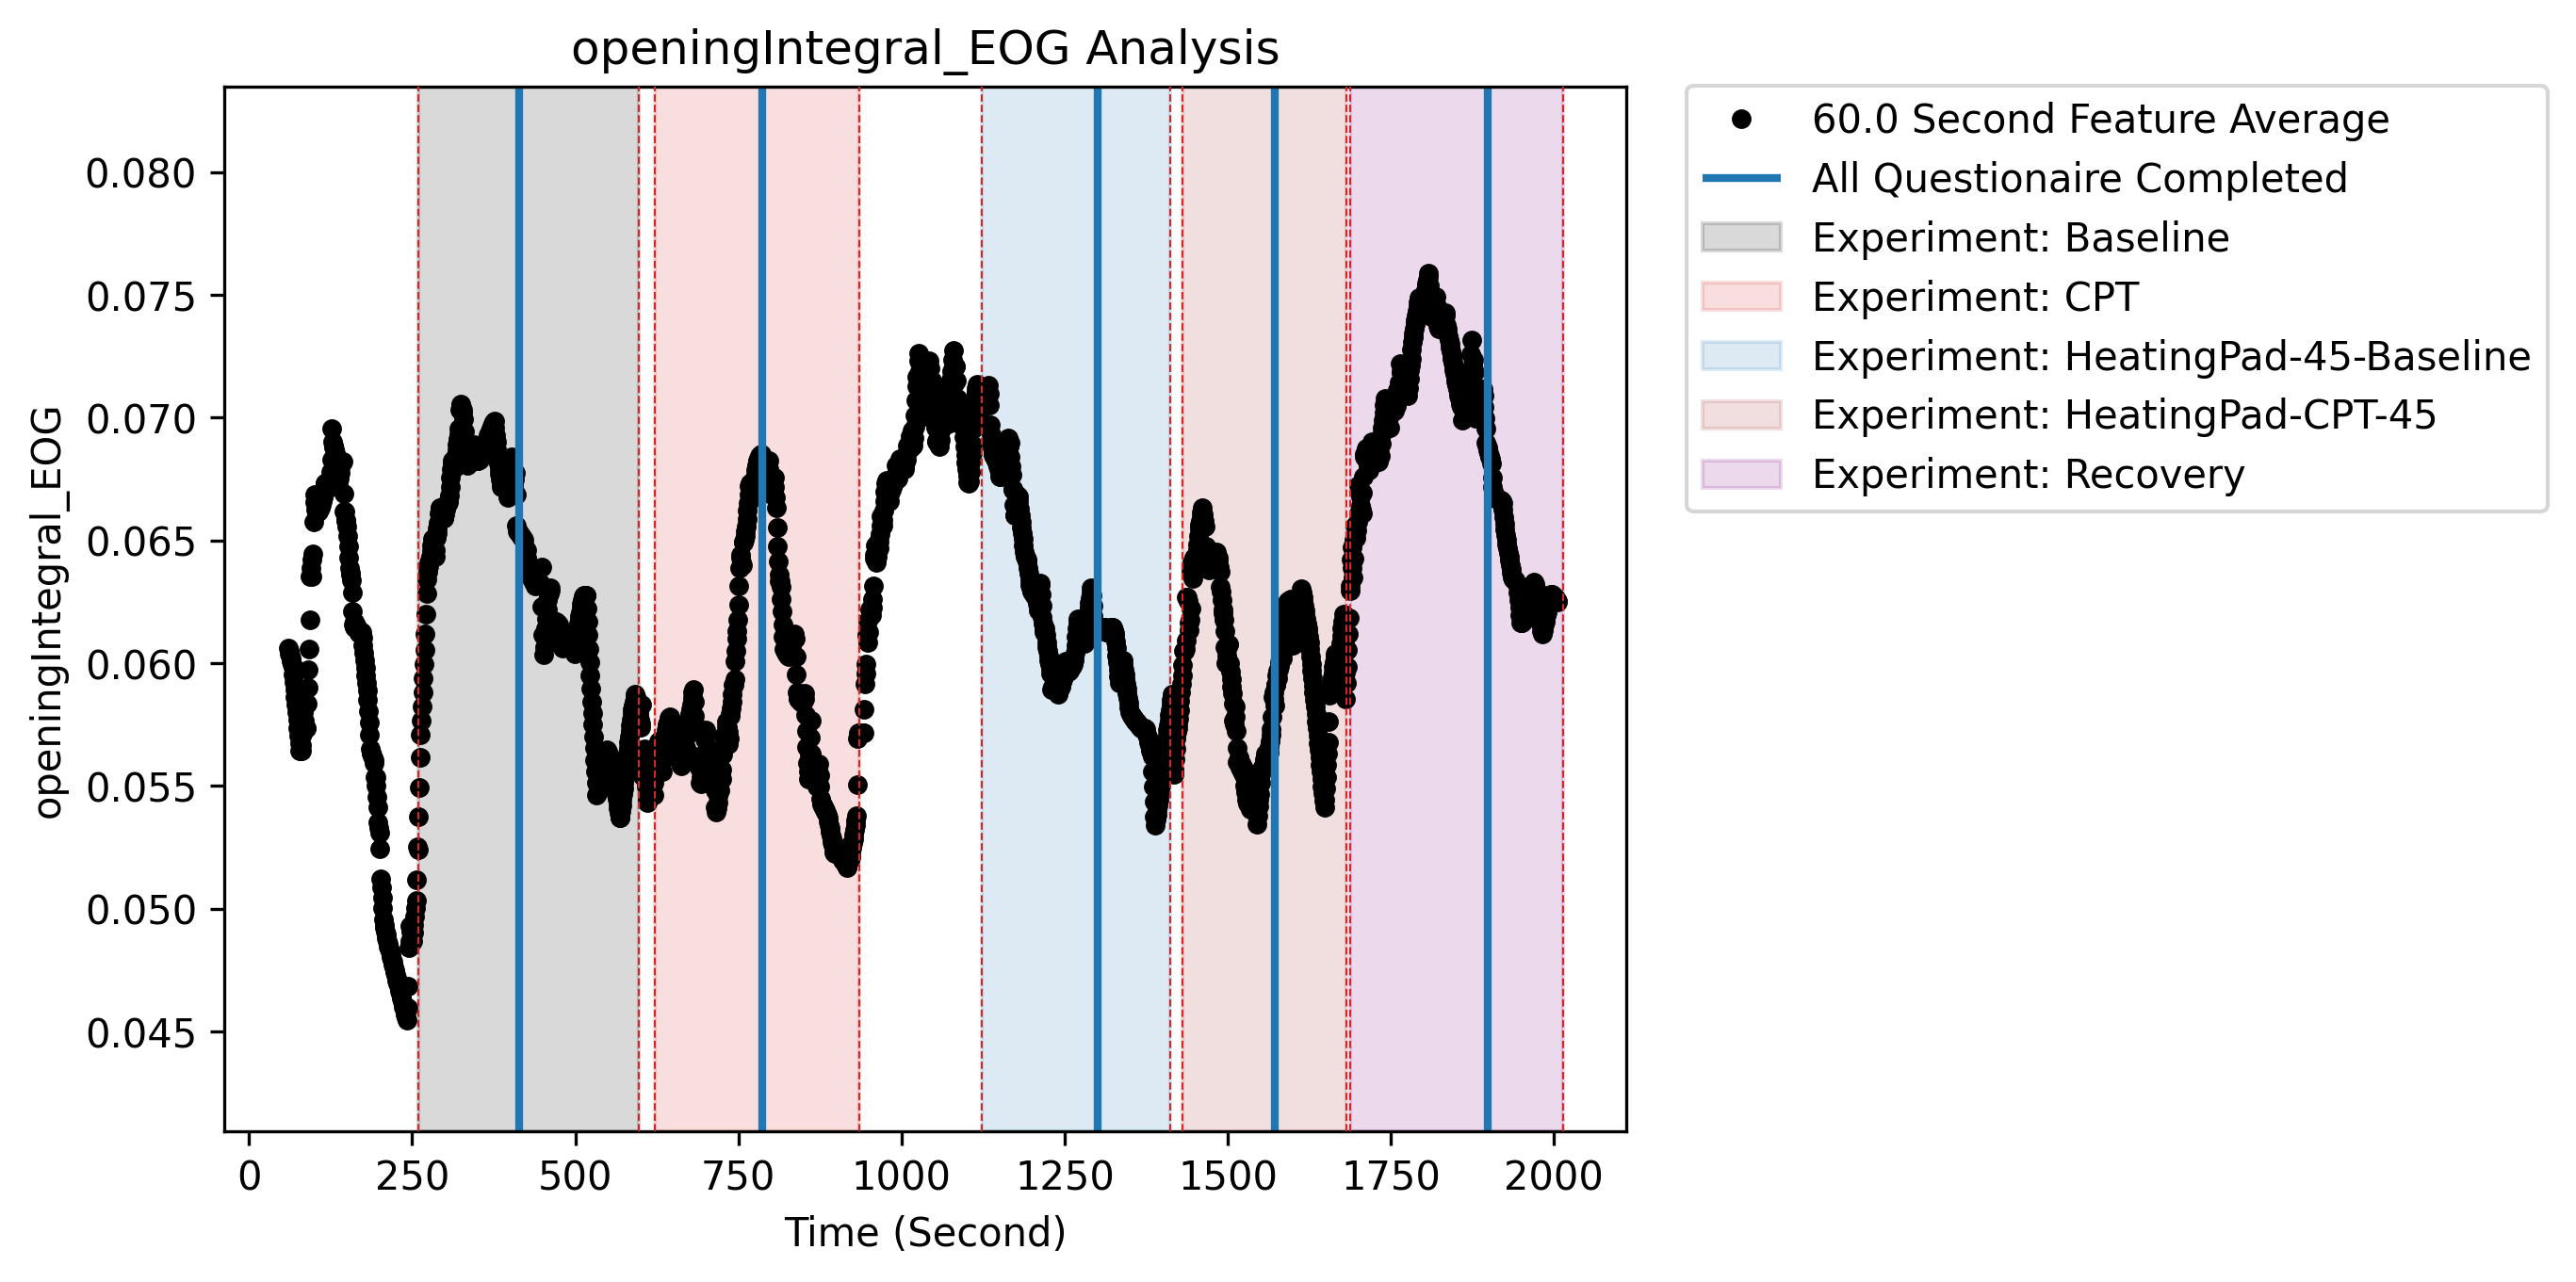 openingIntegral_EOG Analysis
openingIntegral_EOG
0.080
0.075
0.070
0.065
0.060
0.055
0.050
0.045
0 250 500 750 1000 1250 1500 1750 2000
Time (Second)
60.0 Second Feature Average
All Questionaire Completed
Experiment: Baseline
Experiment: CPT
Experiment: HeatingPad-45-Baseline
Experiment: HeatingPad-CPT-45
Experiment: Recovery